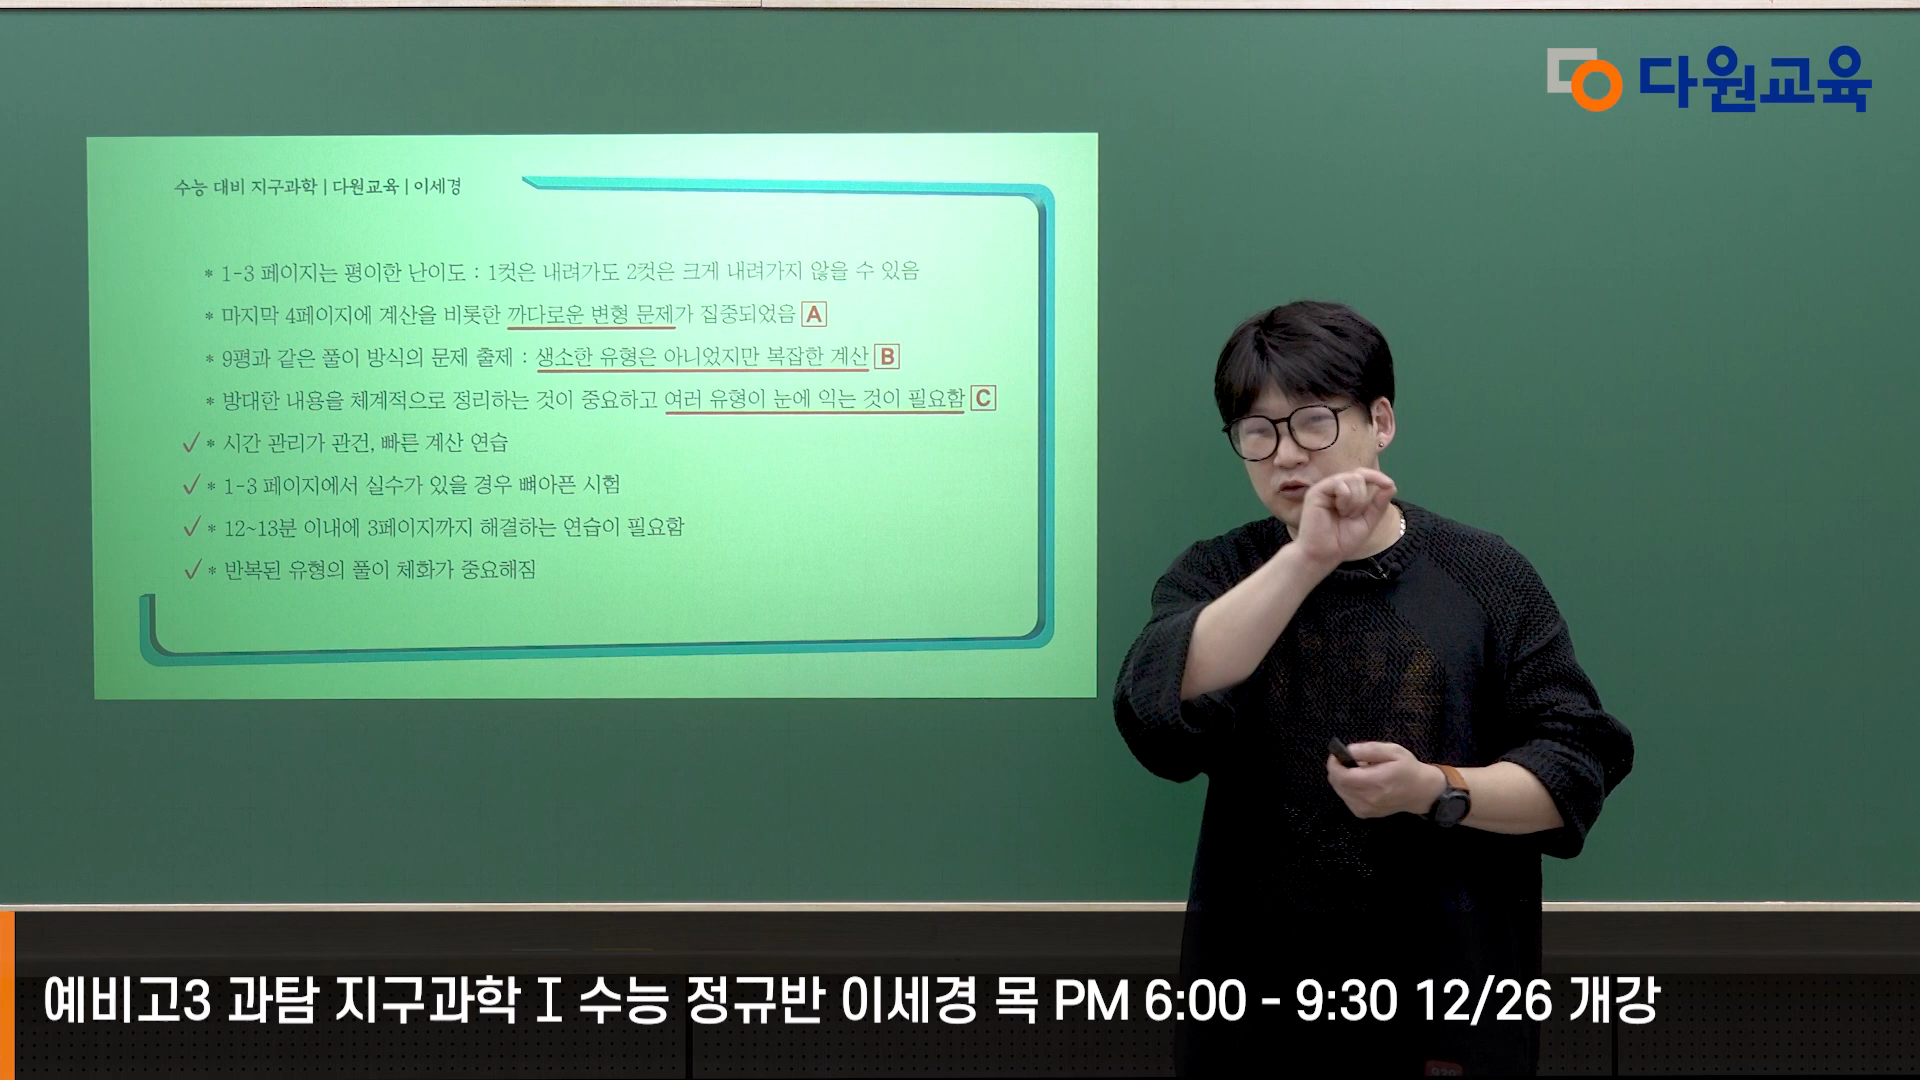 다원교육
수능 대비 지구과학 | 다원교육 | 이세경
* 1-3 페이지는 평이한 난이도 : 1컷은 내려가도 2컷은 크게 내려가지 않을 수 있음
* 마지막 4페이지에 계산을 비롯한 까다로운 변형 문제가 집중되었음 A
* 9평과 같은 풀이 방식의 문제 출제 : 생소한 유형은 아니었지만 복잡한 계산 B
* 방대한 내용을 체계적으로 정리하는 것이 중요하고 여러 유형이 눈에 익는 것이 필요함 C
✓ * 시간 관리가 관건, 빠른 계산 연습
✓ * 1-3 페이지에서 실수가 있을 경우 뼈아픈 시험
✓ * 12~13분 이내에 3페이지까지 해결하는 연습이 필요함
✓ * 반복된 유형의 풀이 체화가 중요해짐
예비고3 과탐 지구과학 I 수능 정규반 이세경 목 PM 6:00 - 9:30 12/26 개강